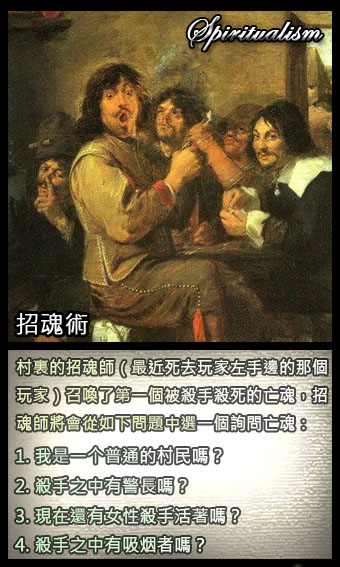 Spiritualism
招魂術
村裏的招魂師（最近死去玩家左手邊的那個
玩家）召喚了第一個被殺手殺死的亡魂，招
魂師將會從如下問題中選一個詢問亡魂：
1. 我是一个普通的村民嗎？
2. 殺手之中有警長嗎？
3. 現在還有女性殺手活著嗎？
4. 殺手之中有吸烟者嗎？